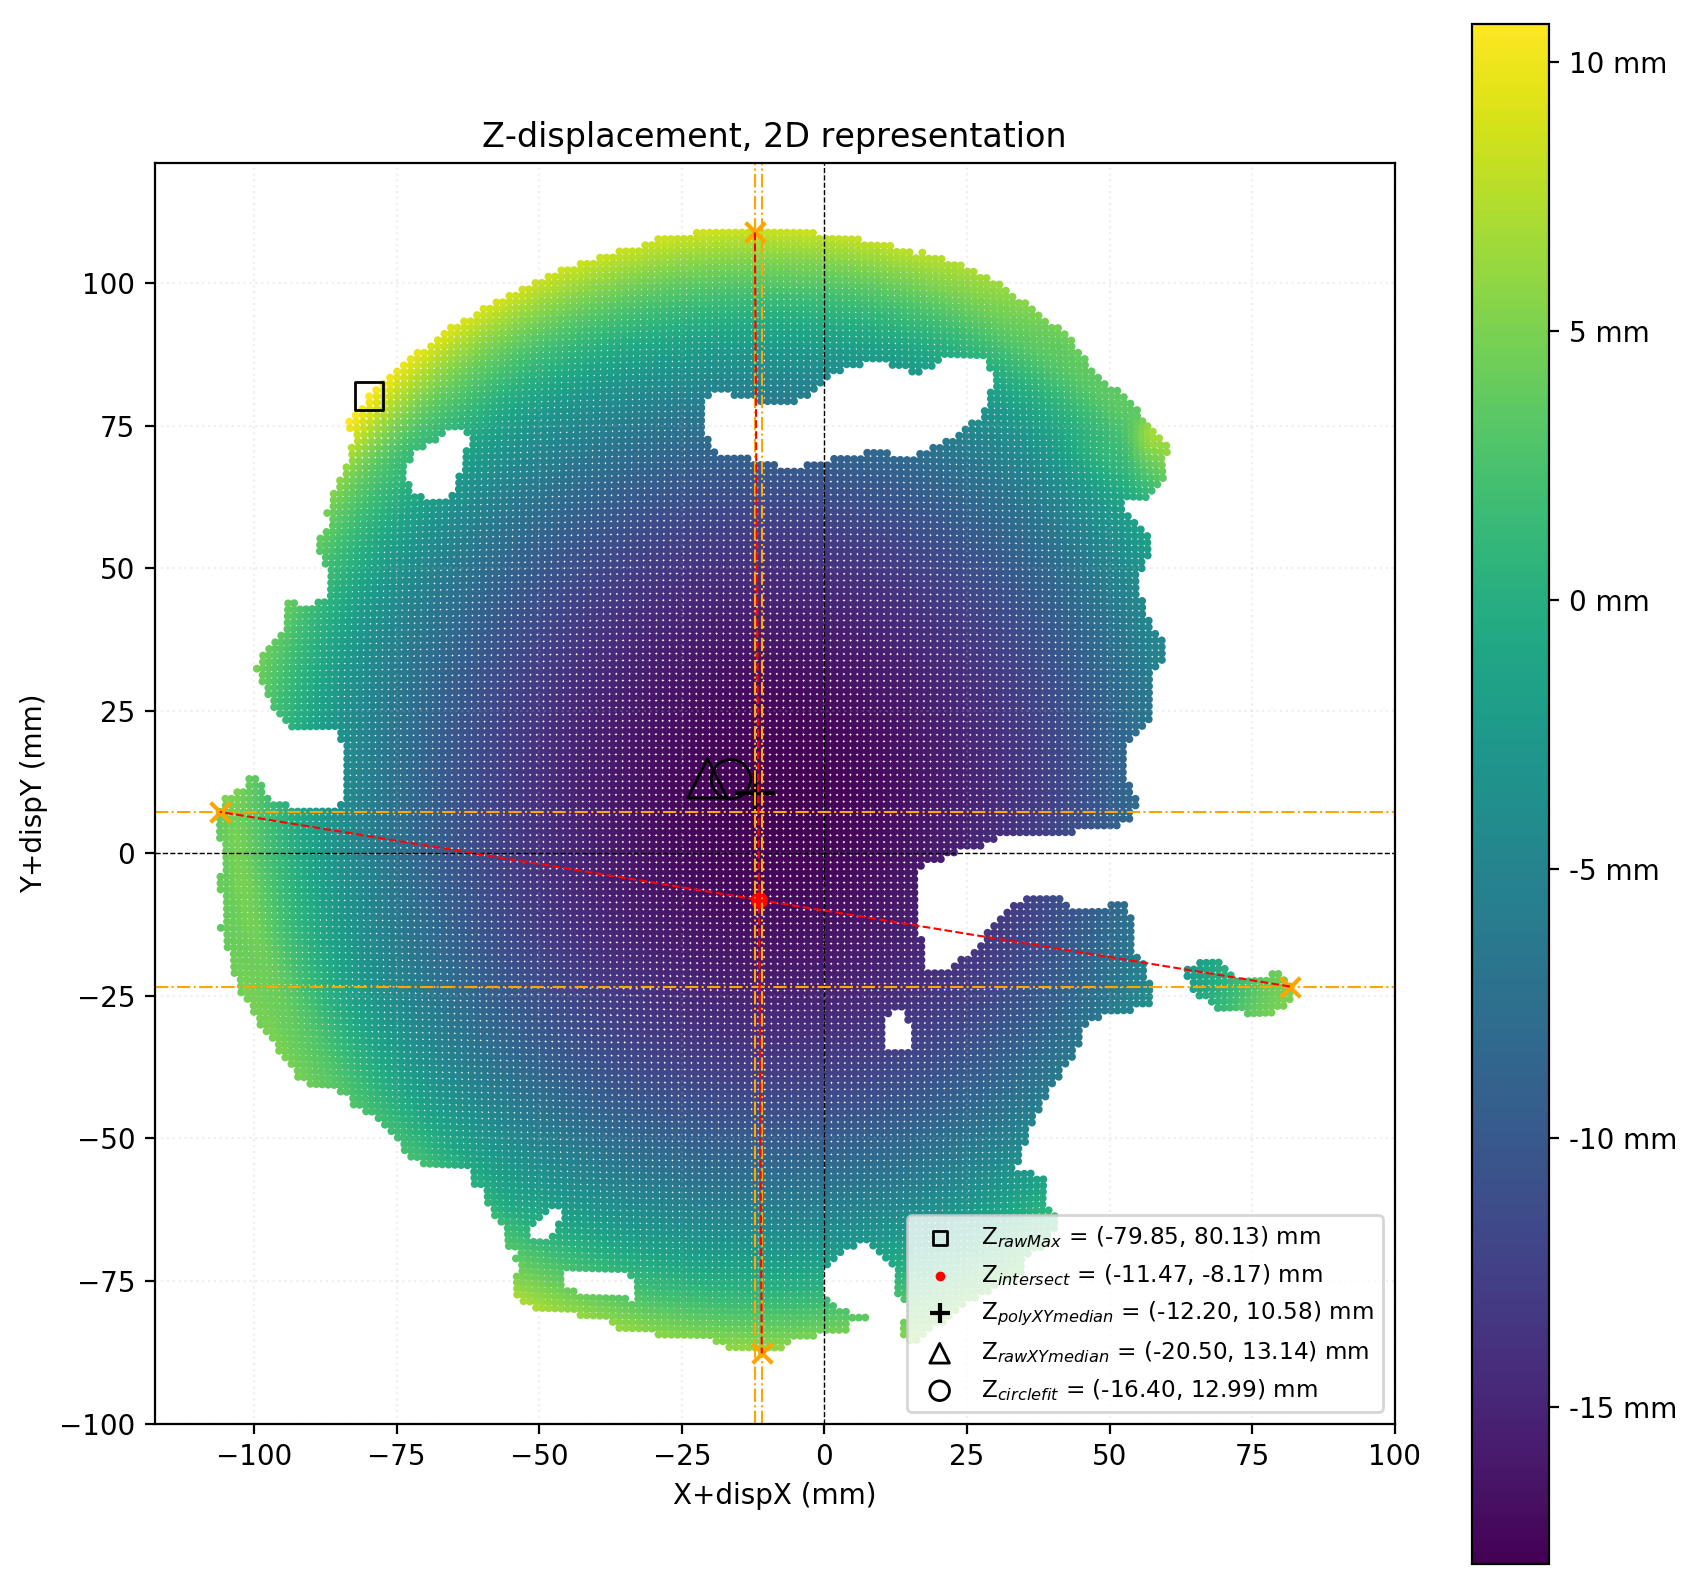 Z-displacement, 2D representation
10 mm
5 mm
0 mm
-5 mm
-10 mm
-15 mm
Y+dispY (mm)
100
75
50
25
0
−25
−50
−75
−100
−100
−75
−50
−25
0
25
50
75
100
X+dispX (mm)
ZrawMax = (-79.85, 80.13) mm
Zintersect = (-11.47, -8.17) mm
ZpolyXYmedian = (-12.20, 10.58) mm
ZrawXYmedian = (-20.50, 13.14) mm
Zcirclefit = (-16.40, 12.99) mm